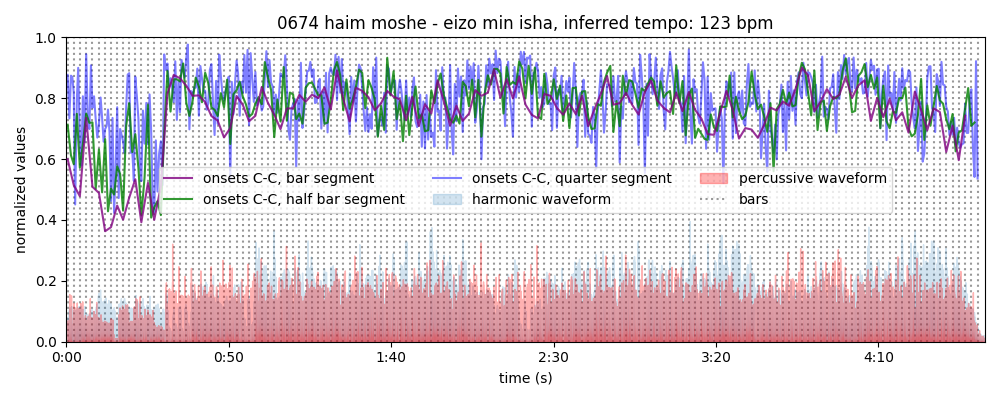 0674 haim moshe - eizo min isha, inferred tempo: 123 bpm
1.0
0.8
0.6
0.4
0.2
0.0
normalized values
onsets C-C, bar segment
onsets C-C, half bar segment
onsets C-C, quarter segment
harmonic waveform
percussive waveform
bars
0:00 0:50 1:40 2:30 3:20 4:10
time (s)